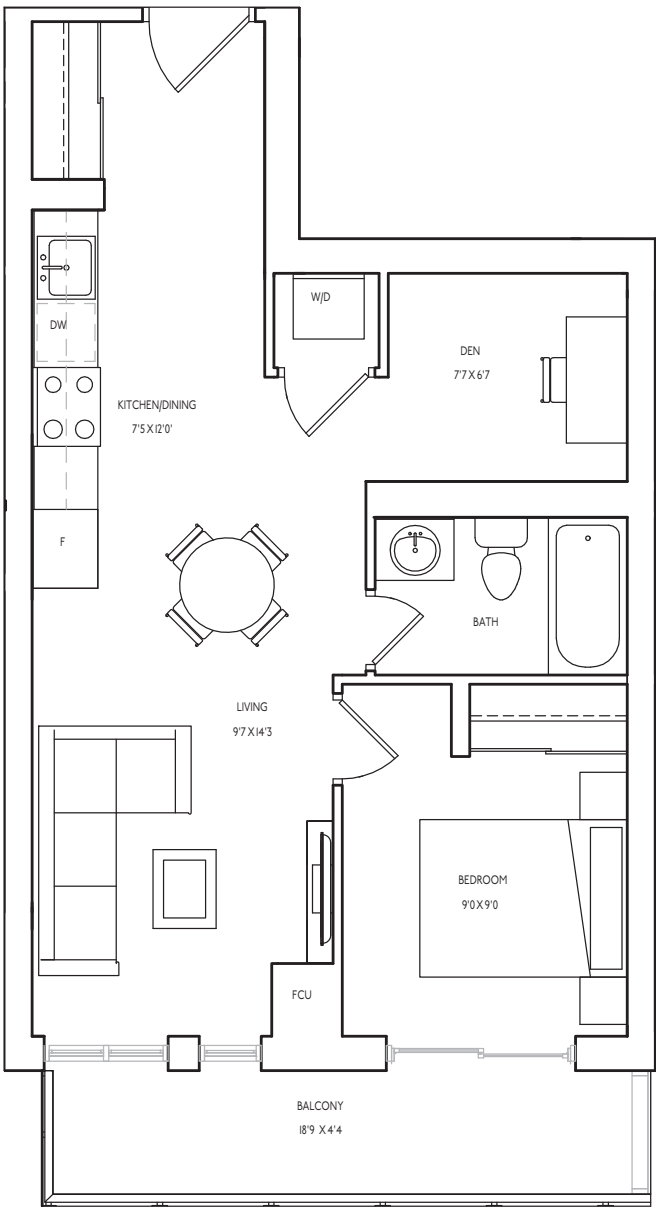 W/D
DW
DEN
7'7 X 6'7
KITCHEN/DINING
7'5 X 12'0'
F
BATH
LIVING
9'7 X 14'3
BEDROOM
9'0 X 9'0
FCU
BALCONY
18'9 X 4'4